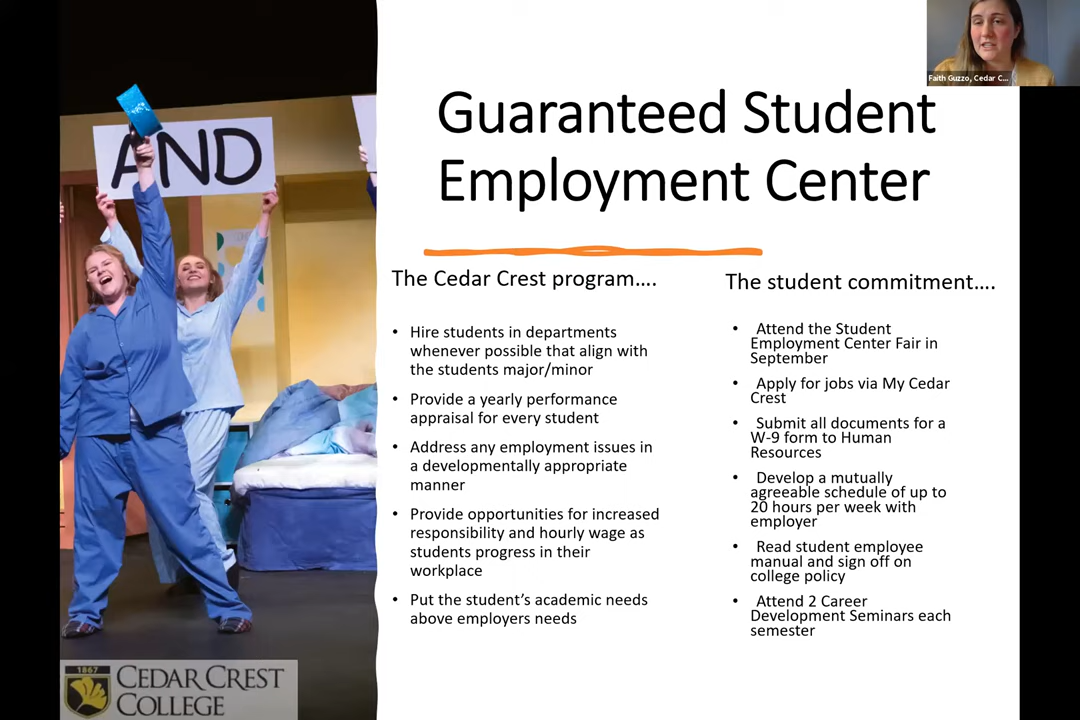 Faith Guzzo, Cedar C...
AND
Guaranteed Student
Employment Center
The Cedar Crest program....
• Hire students in departments
whenever possible that align with
the students major/minor
• Provide a yearly performance
appraisal for every student
• Address any employment issues in
a developmentally appropriate
manner
• Provide opportunities for increased
responsibility and hourly wage as
students progress in their
workplace
• Put the student’s academic needs
above employers needs
The student commitment....
• Attend the Student
Employment Center Fair in
September
• Apply for jobs via My Cedar
Crest
• Submit all documents for a
W-9 form to Human
Resources
• Develop a mutually
agreeable schedule of up to
20 hours per week with
employer
• Read student employee
manual and sign off on
college policy
• Attend 2 Career
Development Seminars each
semester
1867
CEDAR CREST
COLLEGE